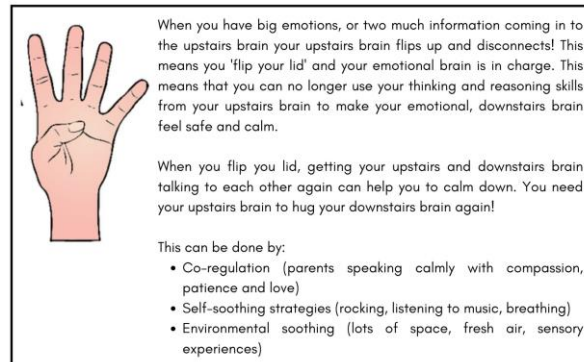 When you have big emotions, or two much information coming in to
the upstairs brain your upstairs brain flips up and disconnects! This
means you 'flip your lid' and your emotional brain is in charge. This
means that you can no longer use your thinking and reasoning skills
from your upstairs brain to make your emotional, downstairs brain
feel safe and calm.
When you flip you lid, getting your upstairs and downstairs brain
talking to each other again can help you to calm down. You need
your upstairs brain to hug your downstairs brain again!
This can be done by:
• Co-regulation (parents speaking calmly with compassion,
patience and love)
• Self-soothing strategies (rocking, listening to music, breathing)
• Environmental soothing (lots of space, fresh air, sensory
experiences)